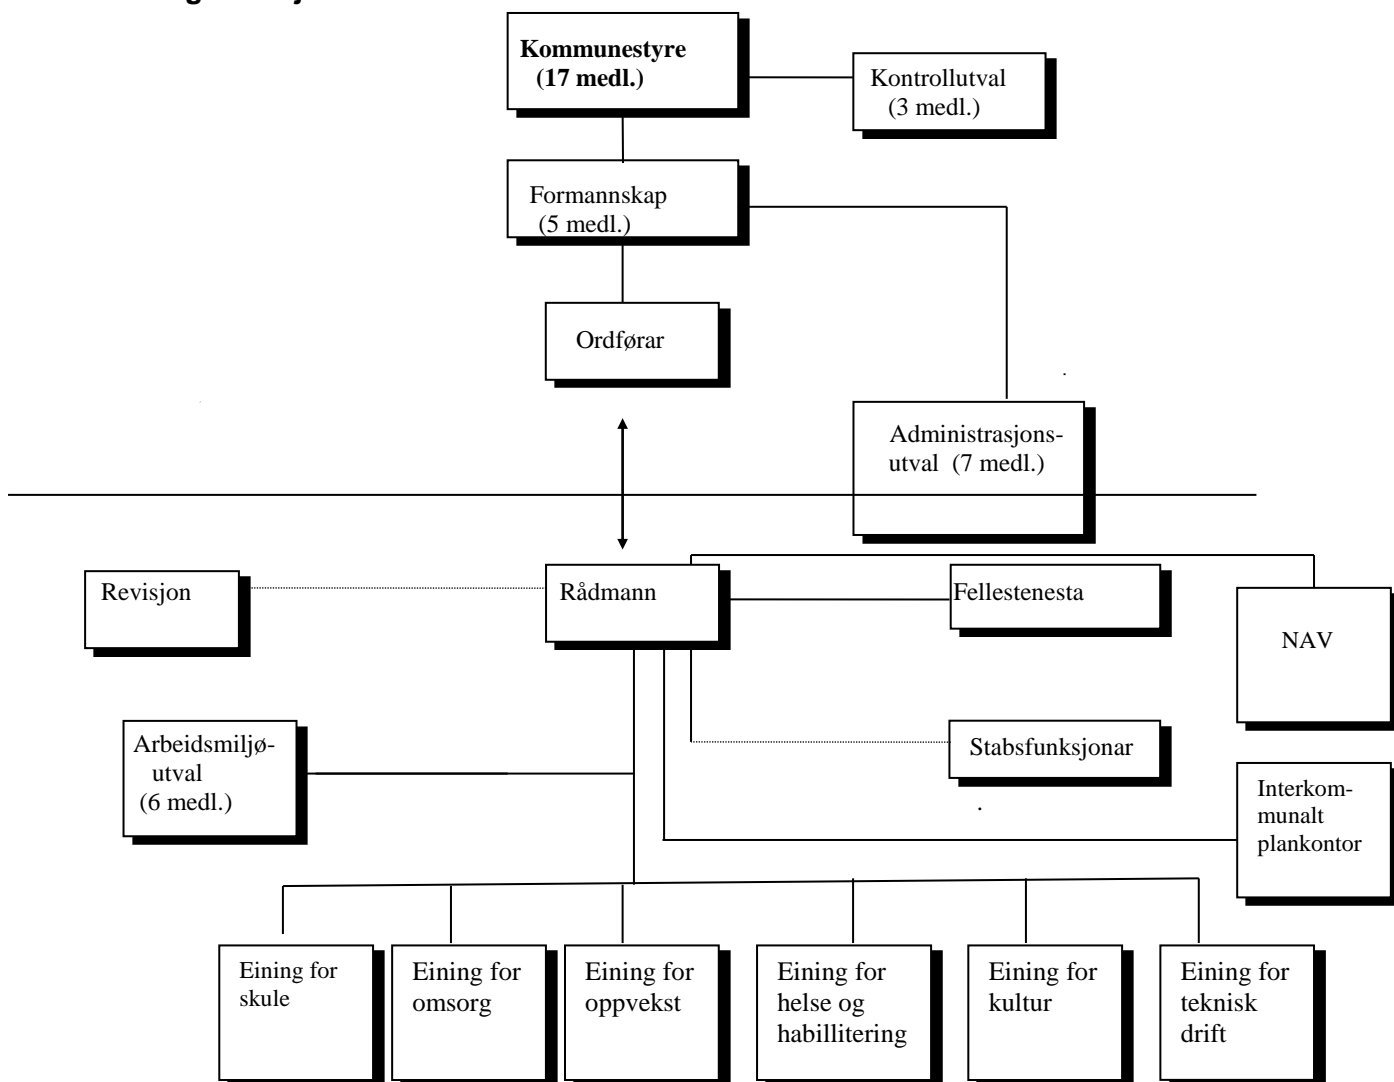 Kommunestyre
(17 medl.)
Kontrollutval
(3 medl.)
Formannskap
(5 medl.)
Ordførar
Administrasjons-
utval (7 medl.)
Revisjon
Rådmann
Fellestenesta
NAV
Arbeidsmiljø-
utval
(6 medl.)
Stabsfunksjonar
Interkom-
munalt
plankontor
Eining for
skule
Eining for
omsorg
Eining for
oppvekst
Eining for
helse og
habillitering
Eining for
kultur
Eining for
teknisk
drift